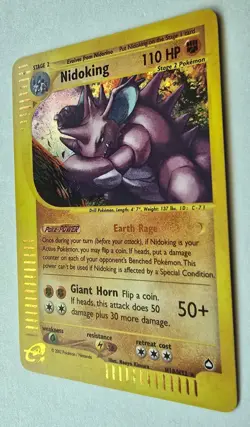 STAGE 2
Evolves from Nidorino
Put Nidoking on the Stage 1 card
Nidoking
110 HP
Stage 2 Pokémon
Drill Pokémon. Length: 4' 7", Weight: 137 lbs.
Poké-POWER
Earth Rage
Once during your turn (before your attack), if Nidoking is your
Active Pokémon, you may flip a coin. If heads, put a damage
counter on each of your opponent's Benched Pokémon. This
power can't be used if Nidoking is affected by a Special Condition.
Giant Horn Flip a coin.
If heads, this attack does 50
damage plus 30 more damage.
50+
weakness
resistance
retreat cost
e